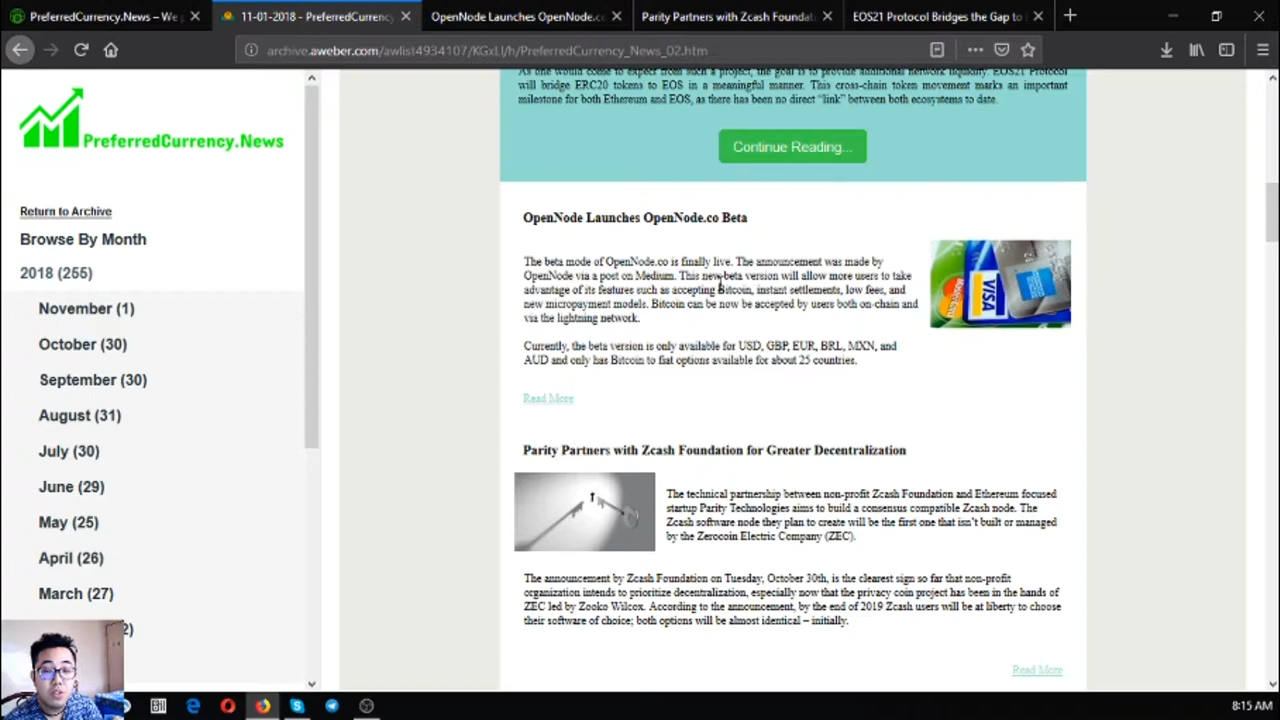 PreferredCurrency.News – We
11-01-2018 - PreferredCurrency
OpenNode Launches OpenNode.co
Parity Partners with Zcash Foundat
EOS21 Protocol Bridges the Gap to
archive.aweber.com/awlist4934107/KGxLl/h/PreferredCurrency_News_02.htm
PreferredCurrency.News
Return to Archive
Browse By Month
2018 (255)
November (1)
October (30)
September (30)
August (31)
July (30)
June (29)
May (25)
April (26)
March (27)
2)
As one would come to expect from such a project, the goal is to provide additional network liquidity. EOS21 Protocol
will bridge ERC20 tokens to EOS in a meaningful manner. This cross-chain token movement marks an important
milestone for both Ethereum and EOS, as there has been no direct “link” between both ecosystems to date.
Continue Reading...
OpenNode Launches OpenNode.co Beta
The beta mode of OpenNode.co is finally live. The announcement was made by
OpenNode via a post on Medium. This new beta version will allow more users to take
advantage of its features such as accepting Bitcoin, instant settlements, low fees, and
new micropayment models. Bitcoin can be now be accepted by users both on-chain and
via the lightning network.
MasterCard
VISA
Currently, the beta version is only available for USD, GBP, EUR, BRL, MXN, and
AUD and only has Bitcoin to fiat options available for about 25 countries.
Read More
Parity Partners with Zcash Foundation for Greater Decentralization
The technical partnership between non-profit Zcash Foundation and Ethereum focused
startup Parity Technologies aims to build a consensus compatible Zcash node. The
Zcash software node they plan to create will be the first one that isn’t built or managed
by the Zerocoin Electric Company (ZEC).
The announcement by Zcash Foundation on Tuesday, October 30th, is the clearest sign so far that non-profit
organization intends to prioritize decentralization, especially now that the privacy coin project has been in the hands of
ZEC led by Zooko Wilcox. According to the announcement, by the end of 2019 Zcash users will be at liberty to choose
their software of choice; both options will be almost identical – initially.
Read More
8:15 AM